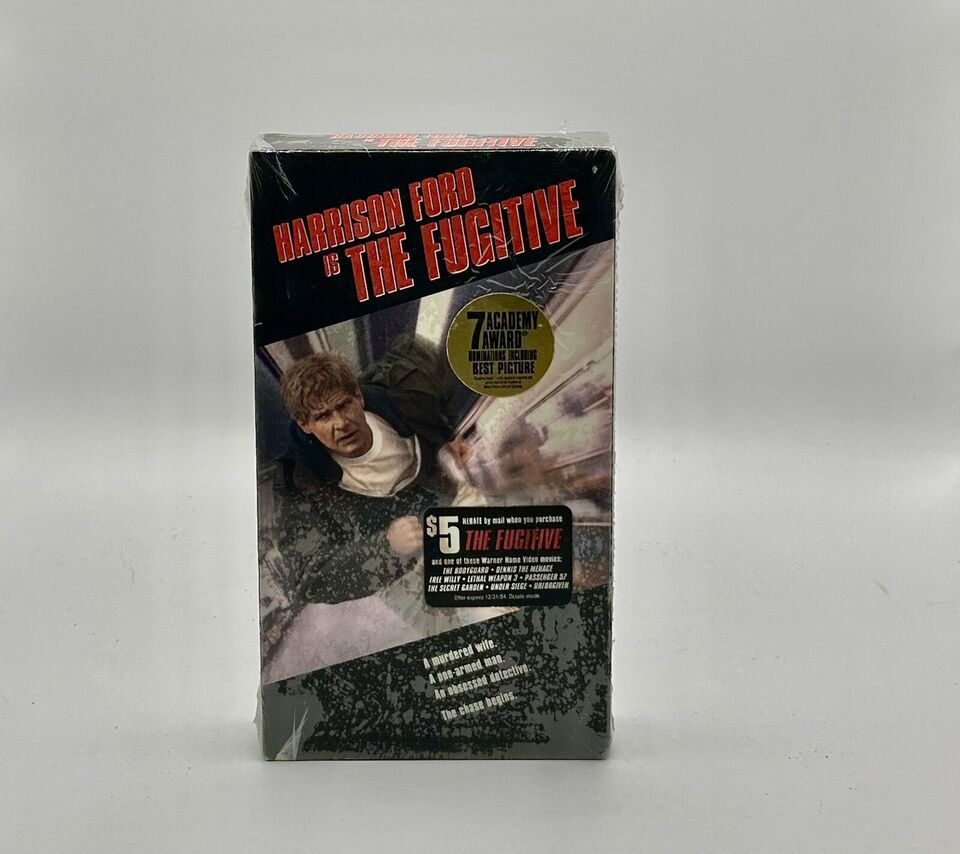 HARRISON FORD
IS THE FUGITIVE
HARRISON FORD
IS THE FUGITIVE
7 ACADEMY
AWARD®
NOMINATIONS INCLUDING
BEST PICTURE
$5 REBATE by mail when you purchase
THE FUGITIVE
and one of these Warner Home Video movies:
THE BODYGUARD • DENNIS THE MENACE
FREE WILLY • LETHAL WEAPON 3 • PASSENGER 57
THE SECRET GARDEN • UNDER SIEGE • UNFORGIVEN
Offer expires 12/31/94. Details inside.
A murdered wife.
A one-armed man.
An obsessed detective.
The chase begins.